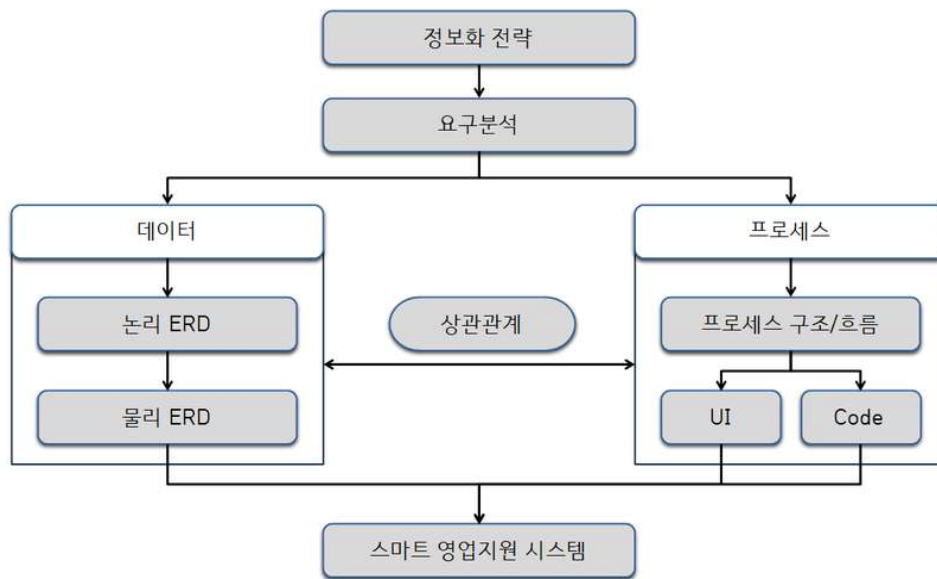 정보화 전략
요구분석
데이터
프로세스
논리 ERD
상관관계
프로세스 구조/흐름
물리 ERD
UI
Code
스마트 영업지원 시스템